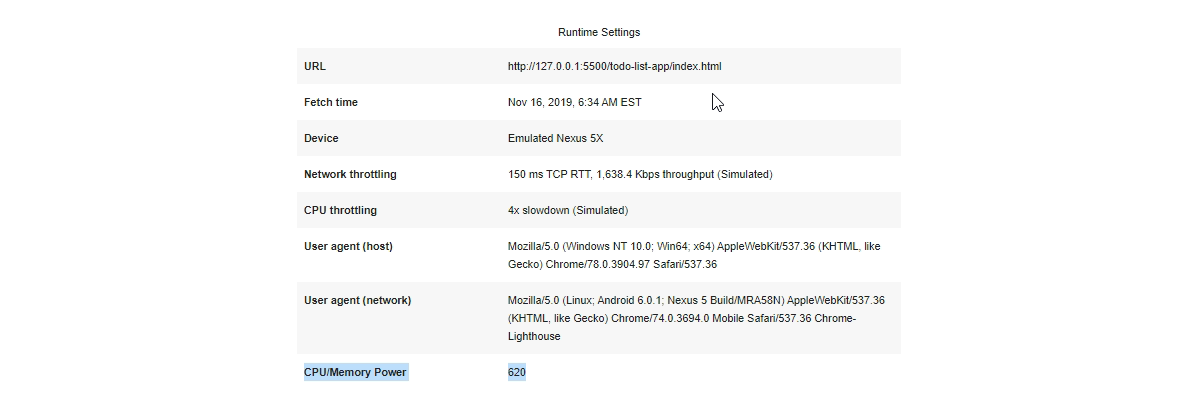 Runtime Settings
URL http://127.0.0.1:5500/todo-list-app/index.html
Fetch time Nov 16, 2019, 6:34 AM EST
Device Emulated Nexus 5X
Network throttling 150 ms TCP RTT, 1,638.4 Kbps throughput (Simulated)
CPU throttling 4x slowdown (Simulated)
User agent (host) Mozilla/5.0 (Windows NT 10.0; Win64; x64) AppleWebKit/537.36 (KHTML, like
Gecko) Chrome/78.0.3904.97 Safari/537.36
User agent (network) Mozilla/5.0 (Linux; Android 6.0.1; Nexus 5 Build/MRA58N) AppleWebKit/537.36
(KHTML, like Gecko) Chrome/74.0.3694.0 Mobile Safari/537.36 Chrome-
Lighthouse
CPU/Memory Power 620